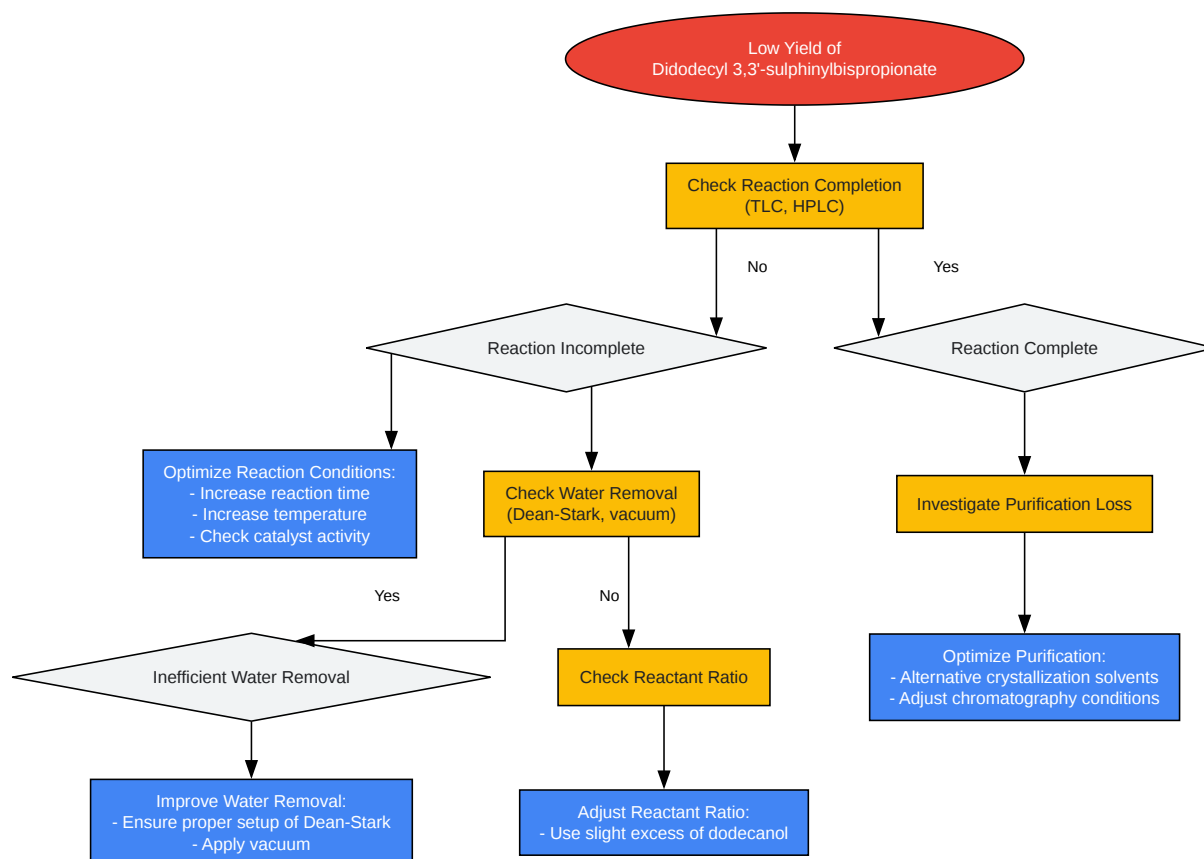 Low Yield of
Didodecyl 3,3'-sulphinylbispropionate
Check Reaction Completion
(TLC, HPLC)
No
Yes
Reaction Incomplete
Reaction Complete
Optimize Reaction Conditions:
- Increase reaction time
- Increase temperature
- Check catalyst activity
Check Water Removal
(Dean-Stark, vacuum)
Investigate Purification Loss
Yes
No
Inefficient Water Removal
Check Reactant Ratio
Optimize Purification:
- Alternative crystallization solvents
- Adjust chromatography conditions
Improve Water Removal:
- Ensure proper setup of Dean-Stark
- Apply vacuum
Adjust Reactant Ratio:
- Use slight excess of dodecanol